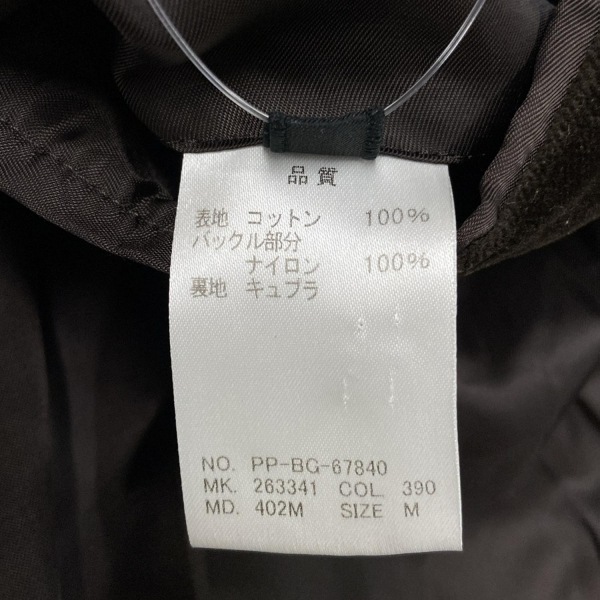 品質
表地 コットン 100%
バックル部分
ナイロン 100%
裏地 キュプラ
NO. PP-BG-67840
MK. 263341 COL. 390
MD. 402M SIZE M